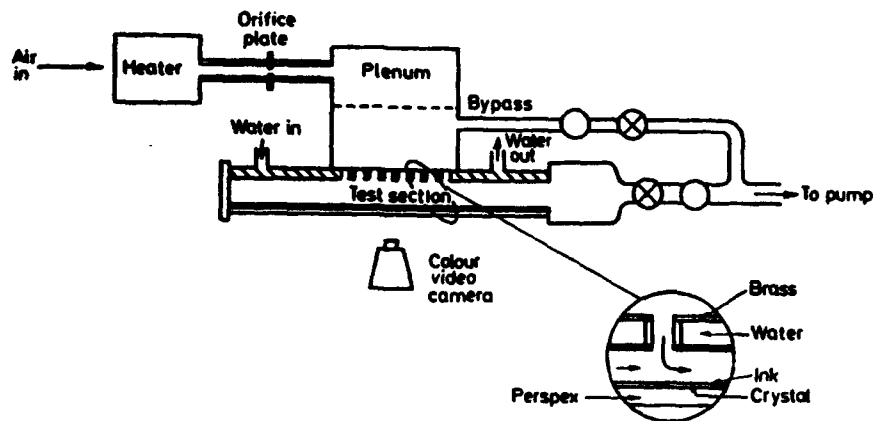 Orifice
plate
Air
in
Heater
Plenum
Bypass
Water in
Water
out
Test section
To pump
Colour
video
camera
Brass
Water
Ink
Crystal
Perspex